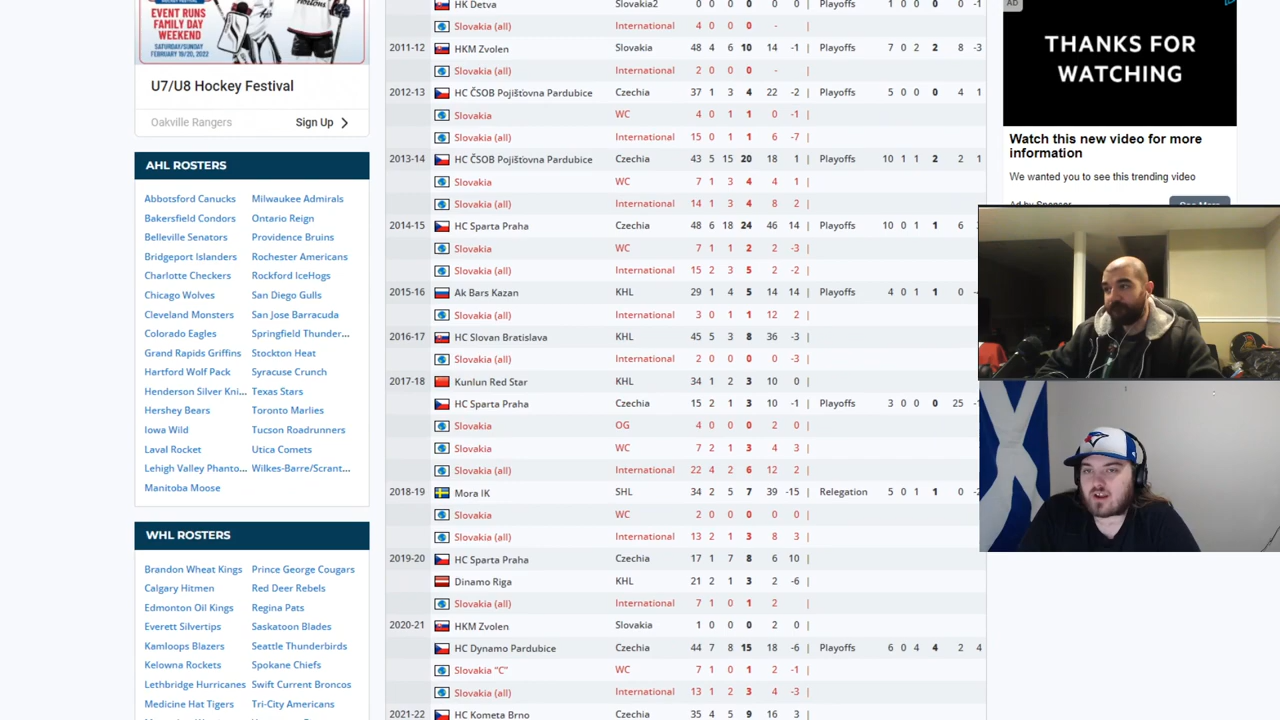 EVENT RUNS
FAMILY DAY
WEEKEND
SATURDAY/SUNDAY
FEBRUARY 19/20, 2022
U7/U8 Hockey Festival
Oakville Rangers Sign Up
AHL ROSTERS
Abbotsford Canucks Milwaukee Admirals
Bakersfield Condors Ontario Reign
Belleville Senators Providence Bruins
Bridgeport Islanders Rochester Americans
Charlotte Checkers Rockford IceHogs
Chicago Wolves San Diego Gulls
Cleveland Monsters San Jose Barracuda
Colorado Eagles Springfield Thunder...
Grand Rapids Griffins Stockton Heat
Hartford Wolf Pack Syracuse Crunch
Henderson Silver Kni... Texas Stars
Hershey Bears Toronto Marlies
Iowa Wild Tucson Roadrunners
Laval Rocket Utica Comets
Lehigh Valley Phanto... Wilkes-Barre/Scrant...
Manitoba Moose
WHL ROSTERS
Brandon Wheat Kings Prince George Cougars
Calgary Hitmen Red Deer Rebels
Edmonton Oil Kings Regina Pats
Everett Silvertips Saskatoon Blades
Kamloops Blazers Seattle Thunderbirds
Kelowna Rockets Spokane Chiefs
Lethbridge Hurricanes Swift Current Broncos
Medicine Hat Tigers Tri-City Americans
HK Detva Slovakia2 0 0 0 0 0 0 | Playoffs 1 0 0 0 0 -1
Slovakia (all) International 4 0 0 0 - |
2011-12 HKM Zvolen Slovakia 48 4 6 10 14 -1 | Playoffs 7 0 2 2 8 -
Slovakia (all) International 2 0 0 0 - |
2012-13 HC ČSOB Pojišťovna Pardubice Czechia 37 1 3 4 22 -2 | Playoffs 5 0 0 0 4 1
Slovakia WC 4 0 1 1 0 -1 |
Slovakia (all) International 15 0 1 1 6 -7 |
2013-14 HC ČSOB Pojišťovna Pardubice Czechia 43 5 15 20 18 1 | Playoffs 10 1 1 2 2 1
Slovakia WC 7 1 3 4 4 1 |
Slovakia (all) International 14 1 3 4 8 2 |
2014-15 HC Sparta Praha Czechia 48 6 18 24 46 14 | Playoffs 10 0 1 1 6
Slovakia WC 7 1 1 2 2 -3 |
Slovakia (all) International 15 2 3 5 2 -2 |
2015-16 Ak Bars Kazan KHL 29 1 4 5 14 14 | Playoffs 4 0 1 1 0 -
Slovakia (all) International 3 0 1 1 12 2 |
2016-17 HC Slovan Bratislava KHL 45 5 3 8 36 -3 |
Slovakia (all) International 2 0 0 0 0 -3 |
2017-18 Kunlun Red Star KHL 34 1 2 3 10 0 |
HC Sparta Praha Czechia 15 2 1 3 10 -1 | Playoffs 3 0 0 0 25 -
Slovakia OG 4 0 0 0 2 0 |
Slovakia WC 7 2 1 3 4 3 |
Slovakia (all) International 22 4 2 6 12 2 |
2018-19 Mora IK SHL 34 2 5 7 39 -15 | Relegation 5 0 1 1 0 -
Slovakia WC 2 0 0 0 0 0 |
Slovakia (all) International 13 2 1 3 8 3 |
2019-20 HC Sparta Praha Czechia 17 1 7 8 6 10 |
Dinamo Riga KHL 21 2 1 3 2 -6 |
Slovakia (all) International 7 1 0 1 2 |
2020-21 HKM Zvolen Slovakia 1 0 0 0 2 0 |
HC Dynamo Pardubice Czechia 44 7 8 15 18 -6 | Playoffs 6 0 4 4 2 4
Slovakia "C" WC 7 1 0 1 2 -1 |
Slovakia (all) International 13 1 2 3 4 -3 |
2021-22 HC Kometa Brno Czechia 35 4 5 9 16 3 |
AD
THANKS FOR
WATCHING
Watch this new video for more
information
We wanted you to see this trending
video
Ad by Sponsor See More